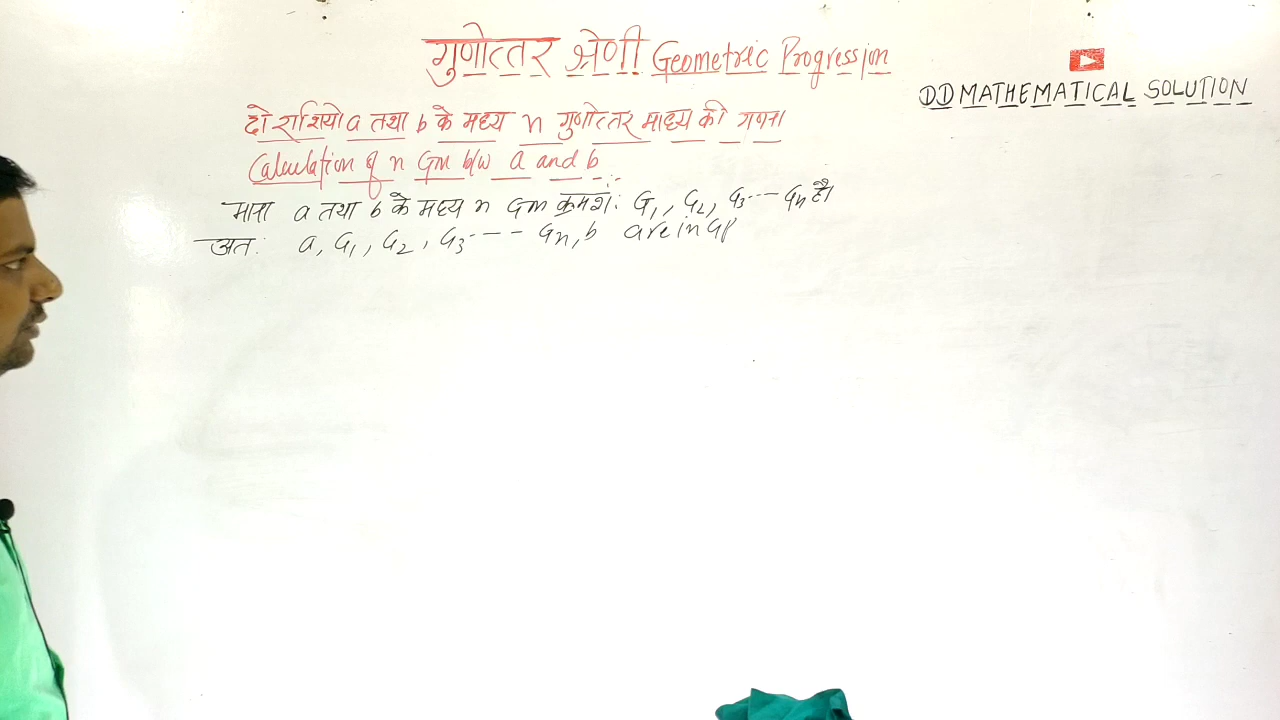 गुणोत्तर श्रेणी Geometric Progression
DD MATHEMATICAL SOLUTION
दो राशियो a तथा b के मध्य n गुणोत्तर माध्य की गणना
Calculation of n Gm b/w a and b :-
माना a तथा b के मध्य n Gm क्रमशः G₁, G₂, G₃---- Gₙ है।
अतः a, G₁, G₂, G₃---- Gₙ, b are in GP